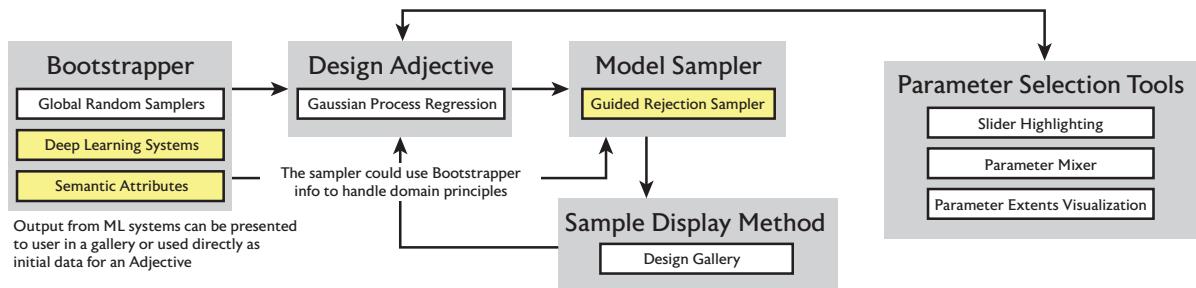 Bootstrapper
Global Random Samplers
Deep Learning Systems
Semantic Attributes
Output from ML systems can be presented
to user in a gallery or used directly as
initial data for an Adjective
Design Adjective
Gaussian Process Regression
The sampler could use Bootstrapper
info to handle domain principles
Model Sampler
Guided Rejection Sampler
Sample Display Method
Design Gallery
Parameter Selection Tools
Slider Highlighting
Parameter Mixer
Parameter Extents Visualization